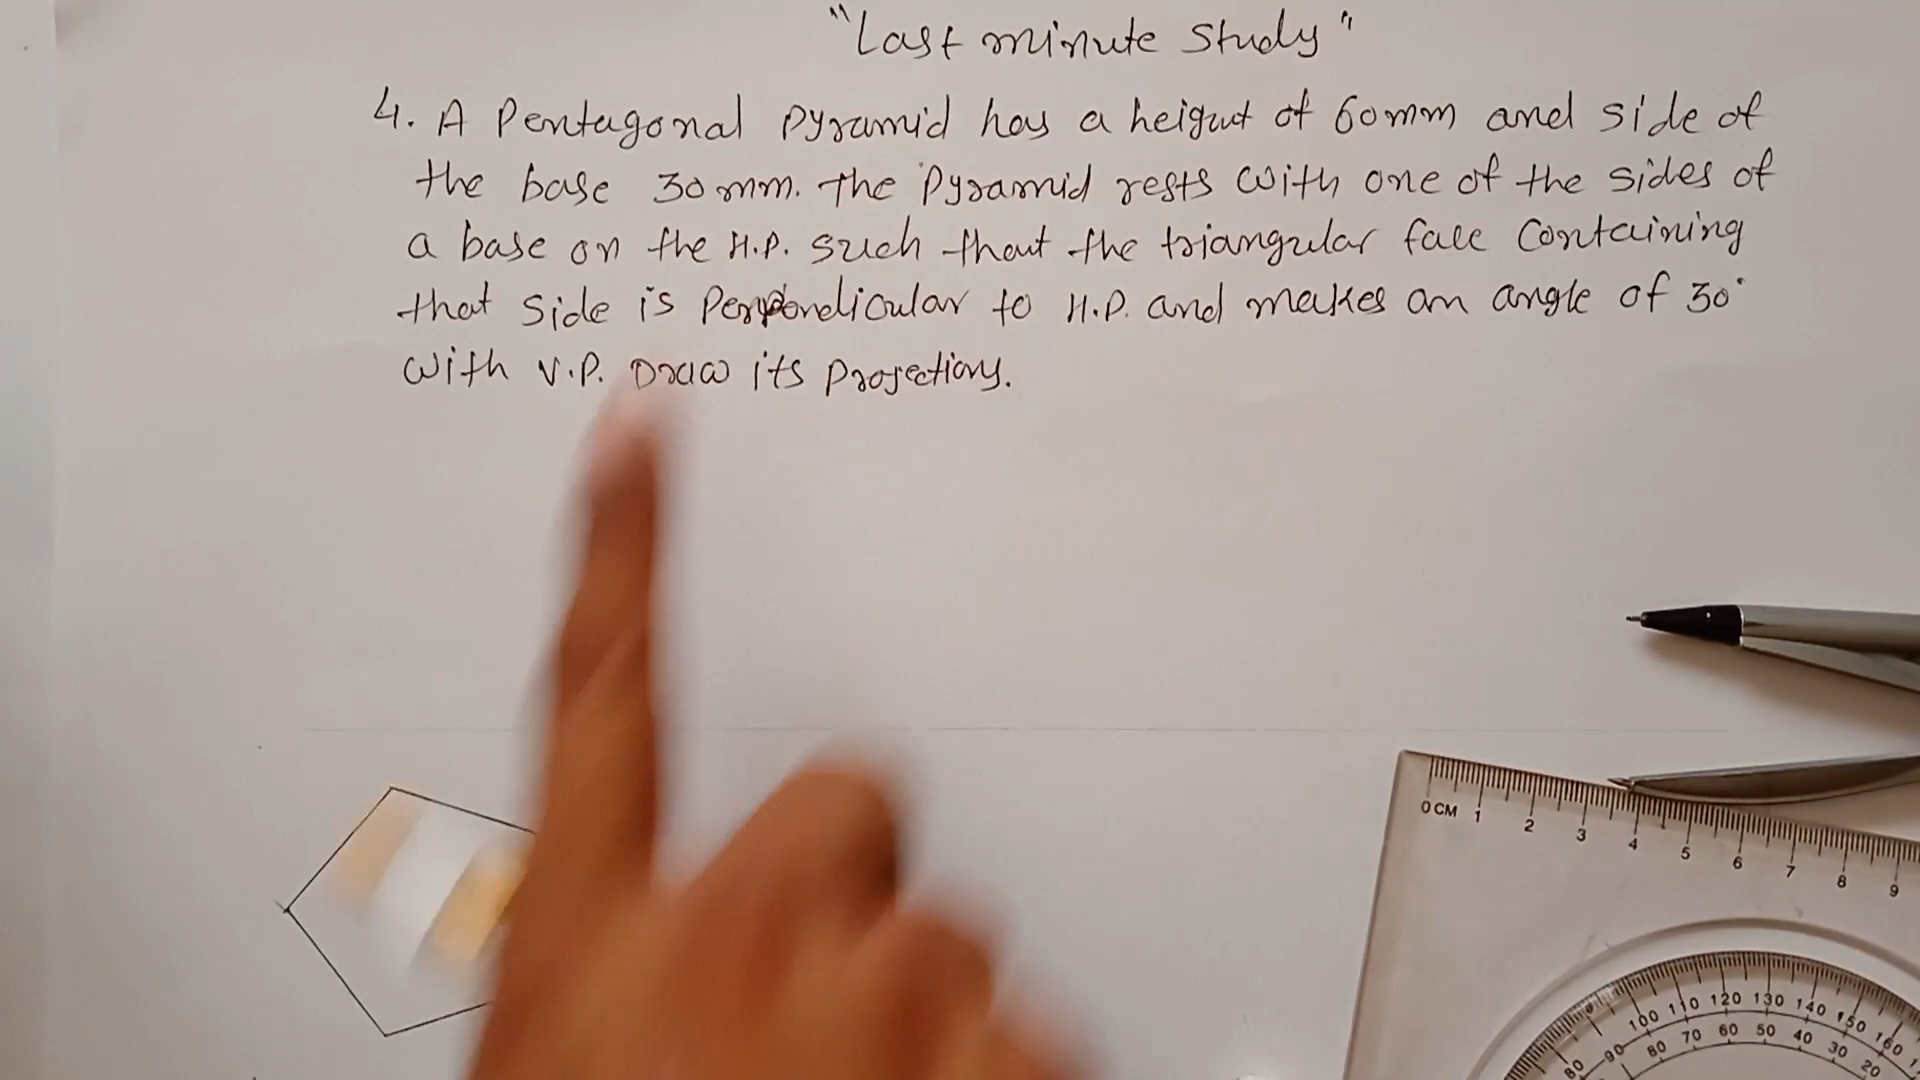 "Last minute study"
4. A Pentagonal pyramid has a height of 60mm and side of
the base 30mm. The Pyramid rests with one of the sides of
a base on the H.P. such that the triangular face containing
that side is Perpendicular to H.P. and makes an angle of 30°
with V.P. Draw its projections.
0 CM 1 2 3 4 5 6 7 8 9
80 90 100 110 120 130 140 150 160
80 70 60 50 40 30 20